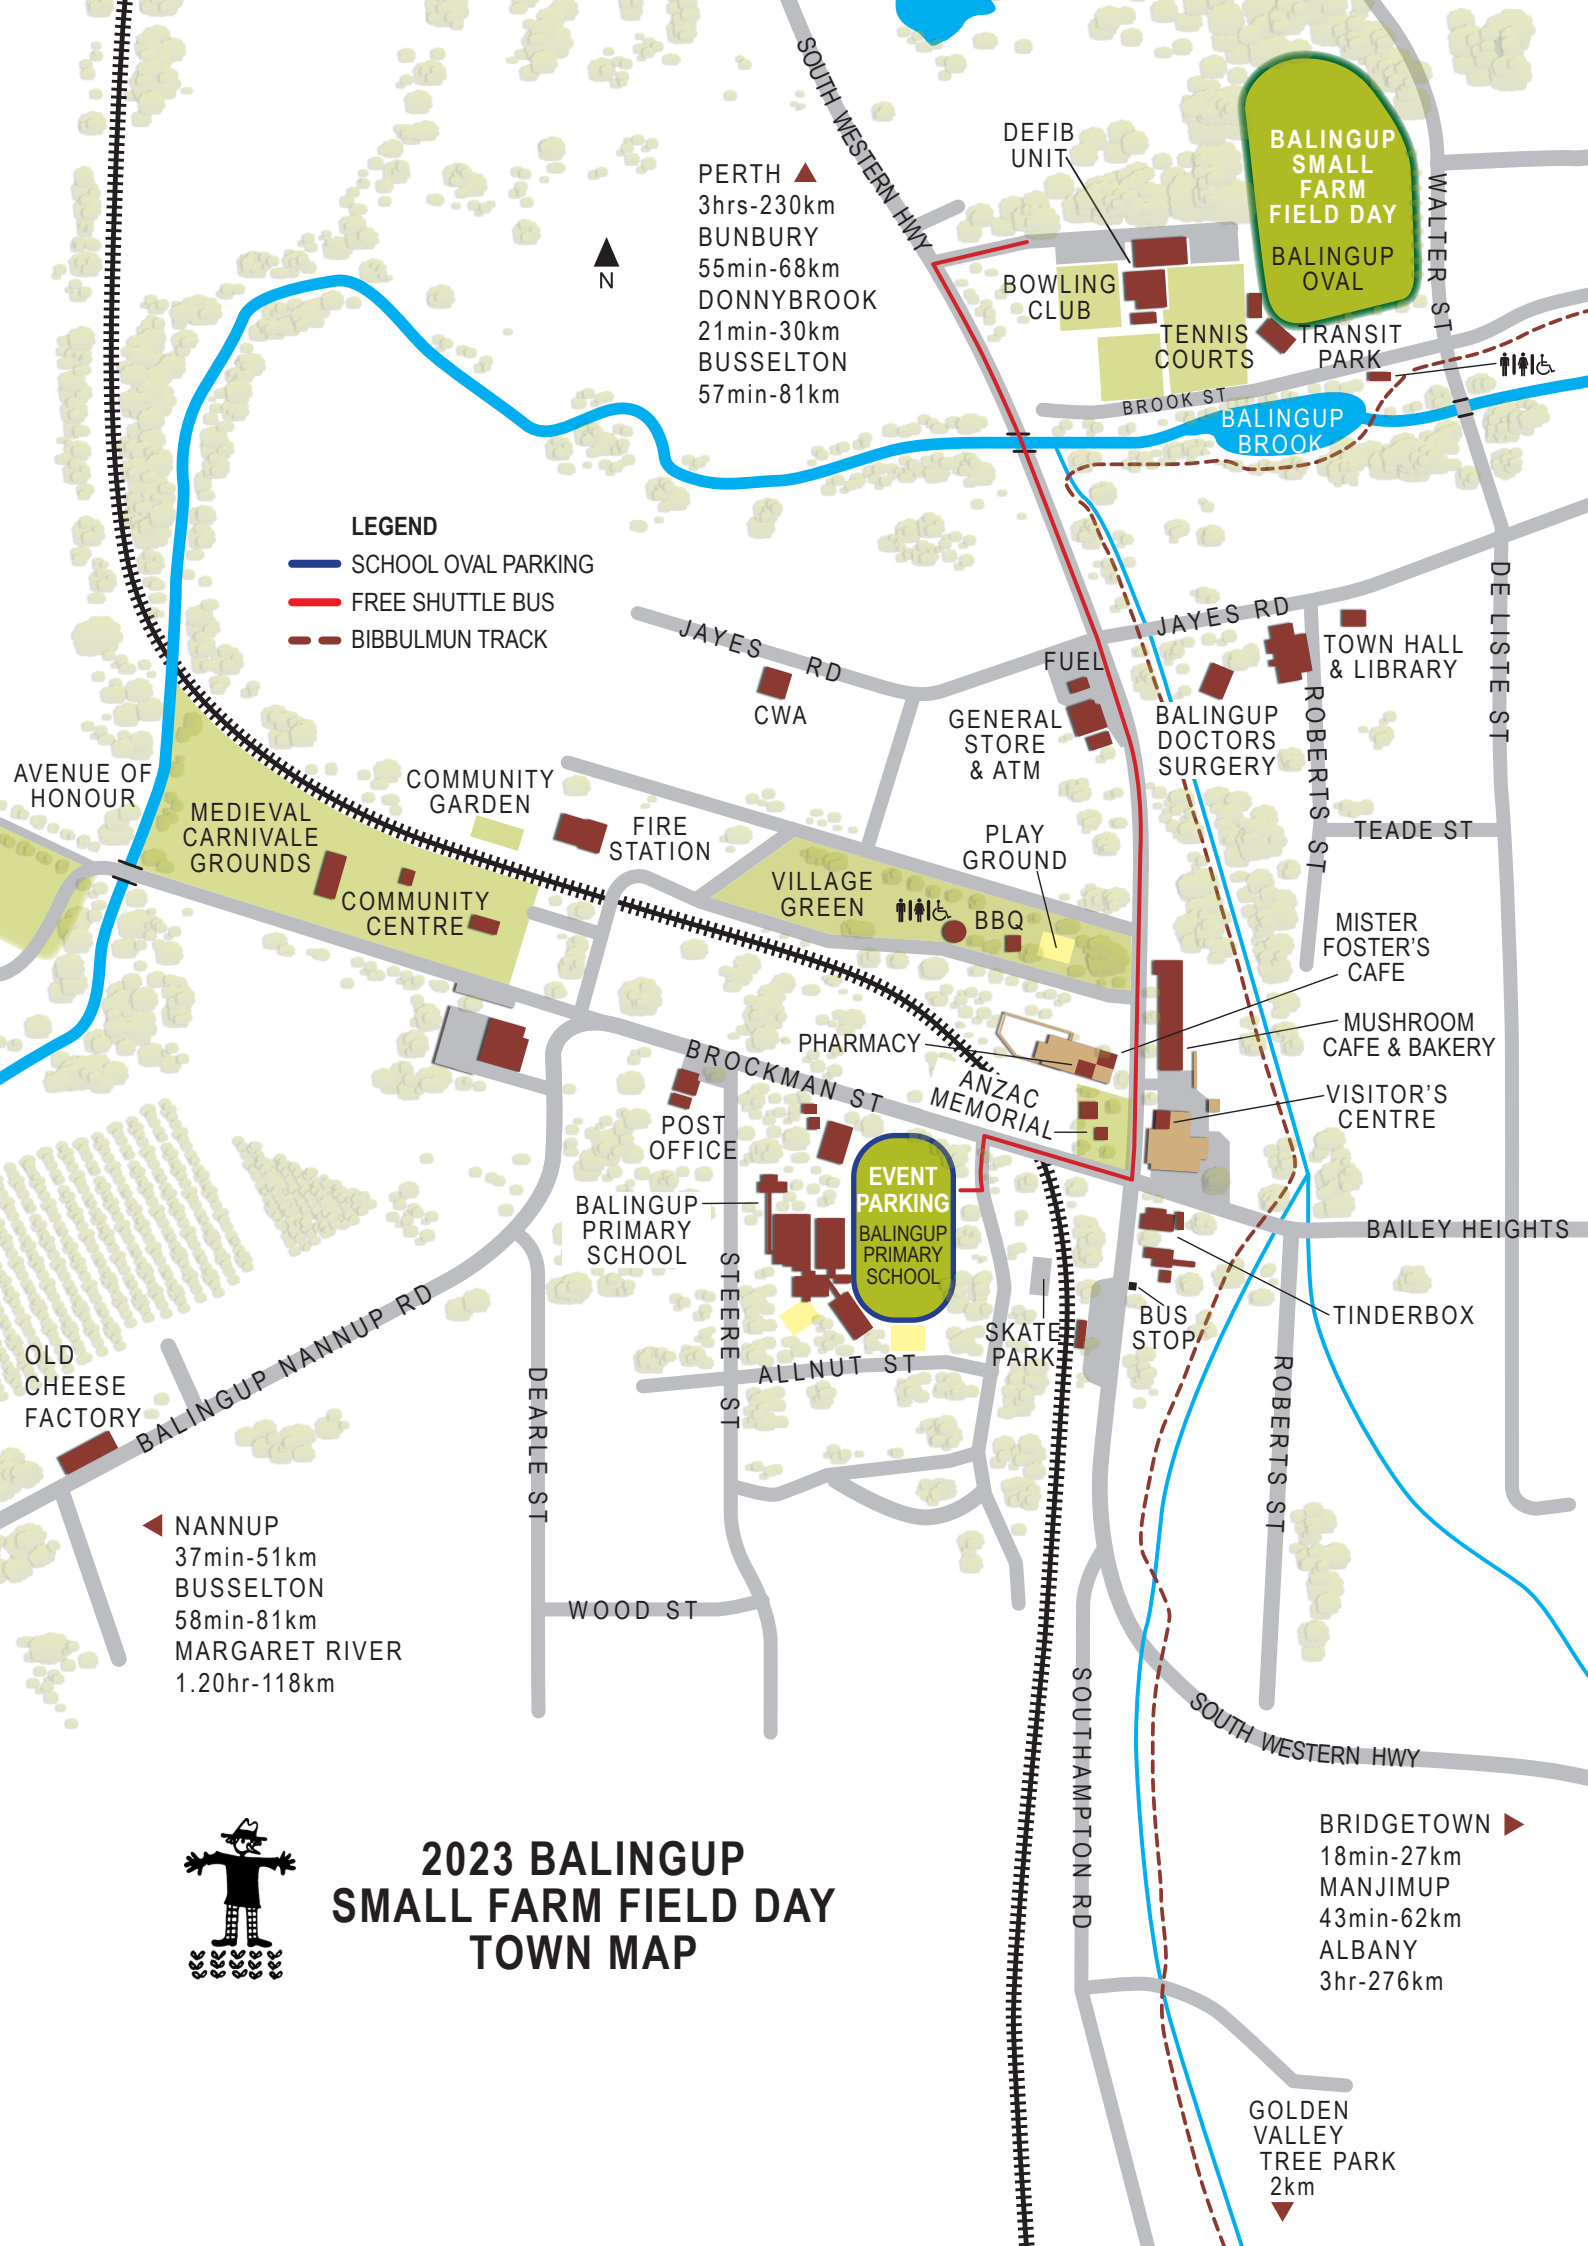 SOUTH WESTERN HWY
DEFIB
UNIT
BALINGUP
SMALL
FARM
FIELD DAY
BALINGUP
OVAL
WALTER ST
PERTH
3hrs-230km
BUNBURY
55min-68km
DONNYBROOK
21min-30km
BUSSELTON
57min-81km
N
BOWLING
CLUB
TENNIS
COURTS
TRANSIT
PARK
BROOK ST
BALINGUP
BROOK
LEGEND
SCHOOL OVAL PARKING
FREE SHUTTLE BUS
BIBBULMUN TRACK
JAYES RD
JAYES RD
DE LISTE ST
FUEL
TOWN HALL
& LIBRARY
CWA
GENERAL
STORE
& ATM
BALINGUP
DOCTORS
SURGERY
ROBERTS ST
AVENUE OF
HONOUR
COMMUNITY
GARDEN
MEDIEVAL
CARNIVALE
GROUNDS
FIRE
STATION
PLAY
GROUND
TEADE ST
COMMUNITY
CENTRE
VILLAGE
GREEN
BBQ
MISTER
FOSTER'S
CAFE
MUSHROOM
CAFE & BAKERY
PHARMACY
BROCKMAN ST
ANZAC
MEMORIAL
VISITOR'S
CENTRE
POST
OFFICE
EVENT
PARKING
BALINGUP
PRIMARY
SCHOOL
BALINGUP
PRIMARY
SCHOOL
BAILEY HEIGHTS
STEERE ST
BUS
STOP
TINDERBOX
SKATE
PARK
ALLNUT ST
OLD
CHEESE
FACTORY
BALINGUP NANNUP RD
DEARLE ST
ROBERTS ST
NANNUP
37min-51km
BUSSELTON
58min-81km
MARGARET RIVER
1.20hr-118km
WOOD ST
SOUTHAMPTON RD
SOUTH WESTERN HWY
2023 BALINGUP
SMALL FARM FIELD DAY
TOWN MAP
BRIDGETOWN
18min-27km
MANJIMUP
43min-62km
ALBANY
3hr-276km
GOLDEN
VALLEY
TREE PARK
2km